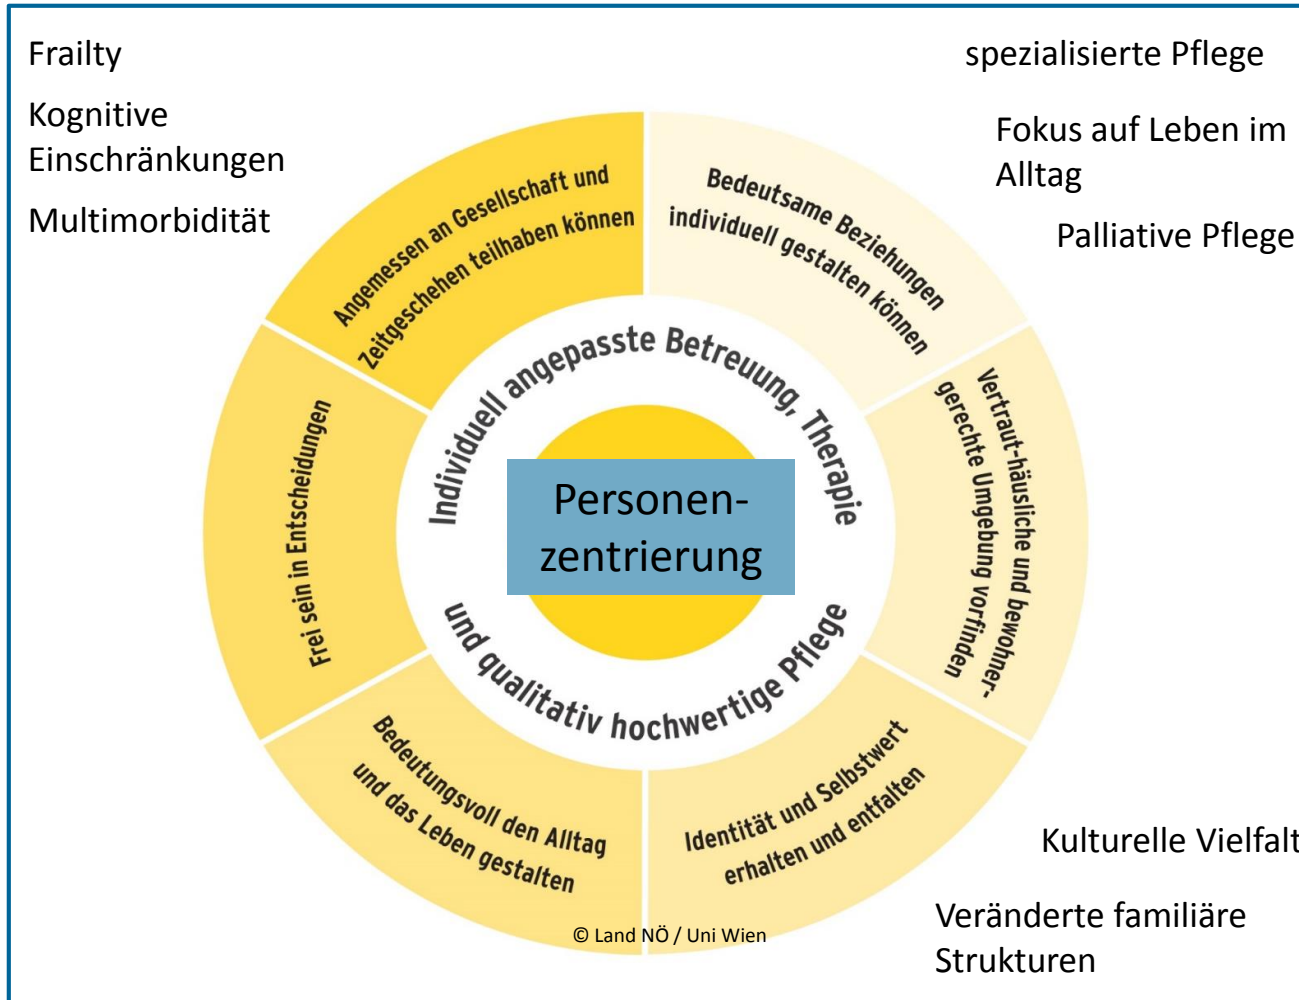 Frailty
Kognitive
Einschränkungen
Multimorbidität
spezialisierte Pflege
Fokus auf Leben im
Alltag
Palliative Pflege
Angemessen an Gesellschaft und
Zeitgeschehen teilhaben können
Bedeutsame Beziehungen
individuell gestalten können
Vertraut-häusliche und bewohner-
gerechte Umgebung vorfinden
Identität und Selbstwert
erhalten und entfalten
Bedeutungsvoll den Alltag
und das Leben gestalten
Frei sein in Entscheidungen
Individuell angepasste Betreuung, Therapie
und qualitativ hochwertige Pflege
Personen-
zentrierung
Kulturelle Vielfalt
Veränderte familiäre
Strukturen
© Land NÖ / Uni Wien